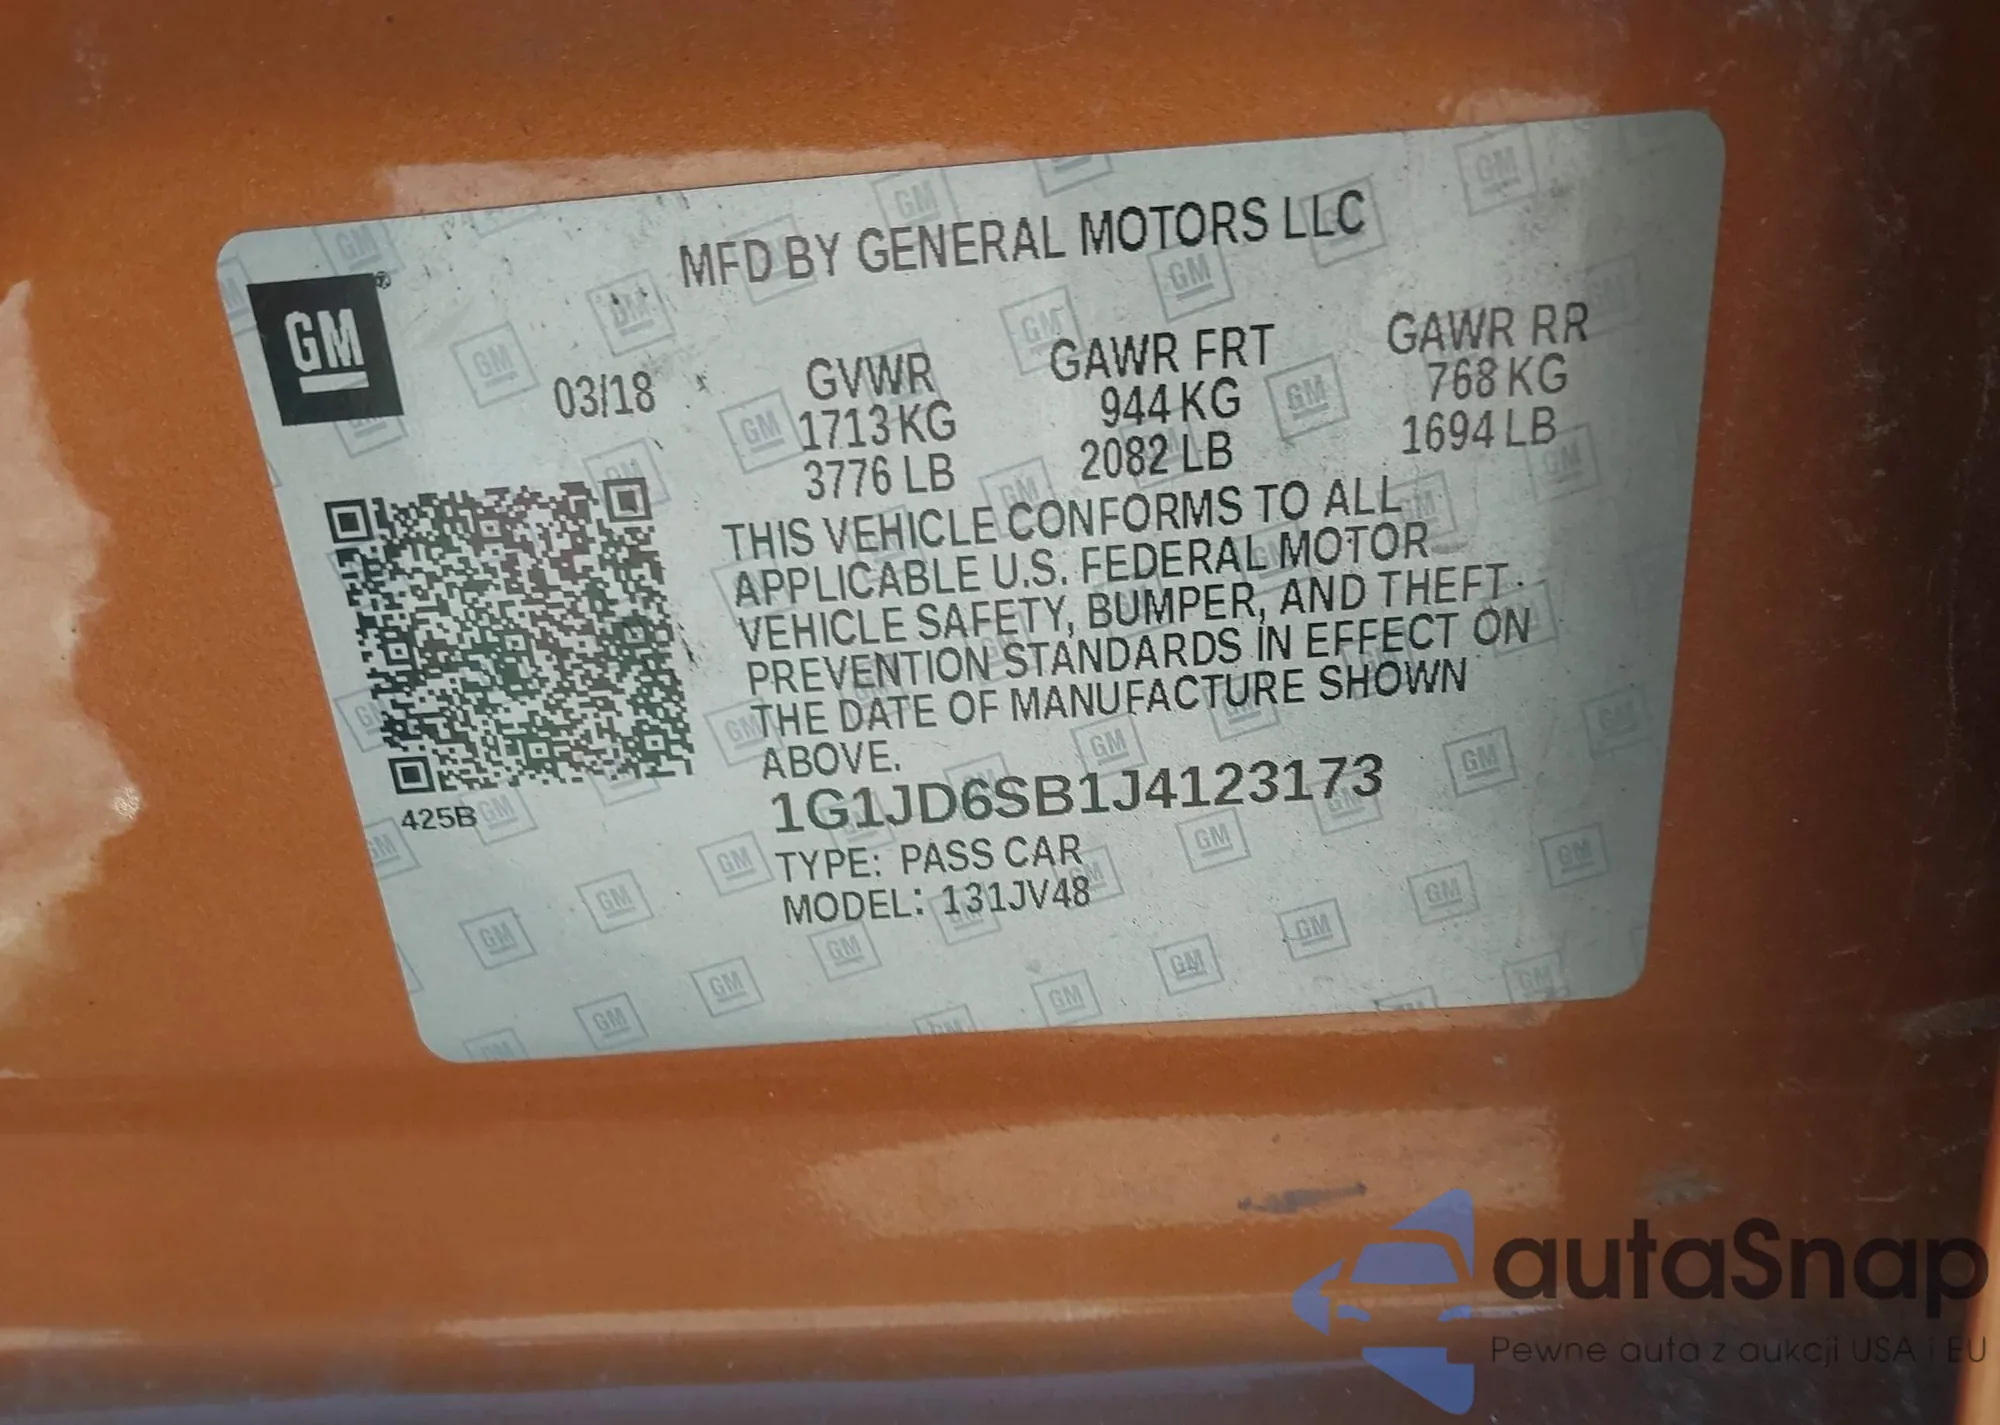 MFD BY GENERAL MOTORS LLC
GM
®
03/18
GVWR GAWR FRT GAWR RR
1713 KG 944 KG 768 KG
3776 LB 2082 LB 1694 LB
THIS VEHICLE CONFORMS TO ALL
APPLICABLE U.S. FEDERAL MOTOR
VEHICLE SAFETY, BUMPER, AND THEFT
PREVENTION STANDARDS IN EFFECT ON
THE DATE OF MANUFACTURE SHOWN
ABOVE.
425B
1G1JD6SB1J4123173
TYPE: PASS CAR
MODEL: 131JV48
autaSnap
Pewne auta z aukcji USA i EU